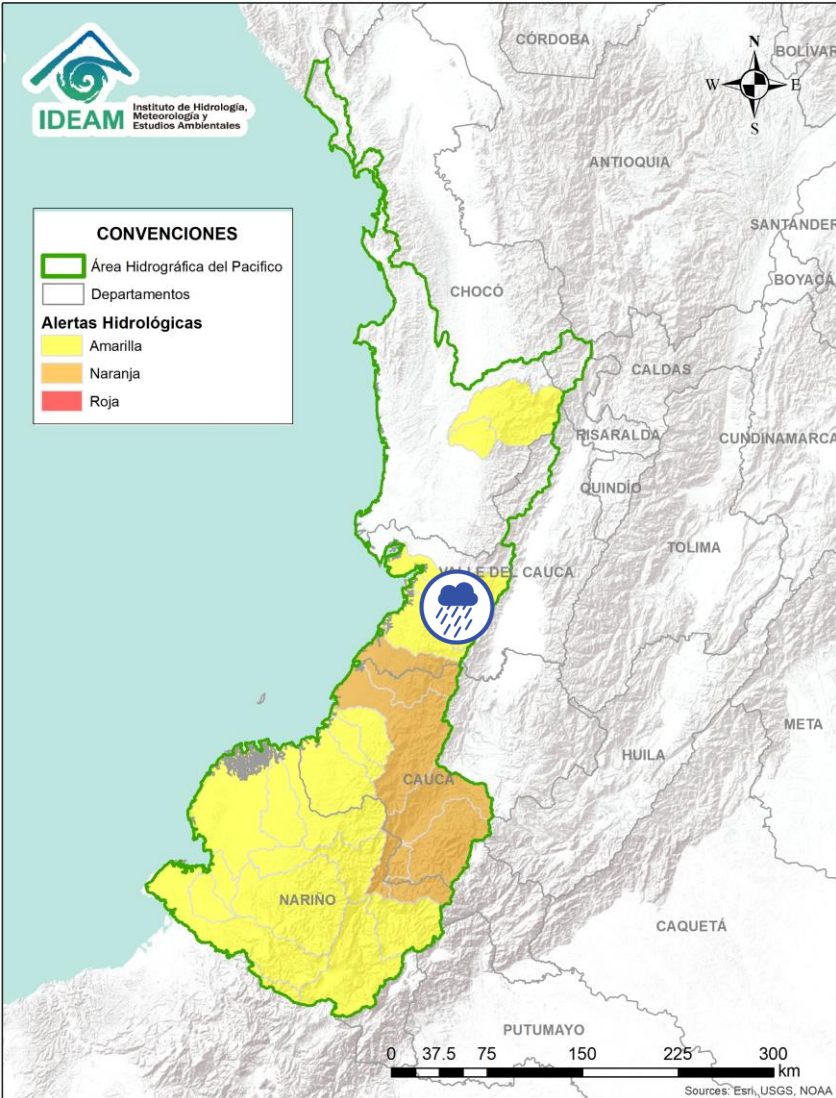 IDEAM
Instituto de Hidrología,
Meteorología y
Estudios Ambientales
N
W
E
S
CÓRDOBA
BOLÍVAR
ANTIOQUIA
SANTANDER
BOYACÁ
CHOCÓ
CALDAS
RISARALDA
CUNDINAMARCA
QUINDÍO
TOLIMA
VALLE DEL CAUCA
META
HUILA
CAUCA
NARIÑO
CAQUETÁ
PUTUMAYO
CONVENCIONES
Área Hidrográfica del Pacifico
Departamentos
Alertas Hidrológicas
Amarilla
Naranja
Roja
0 37.5 75 150 225 300
km
Sources: Esri, USGS, NOAA